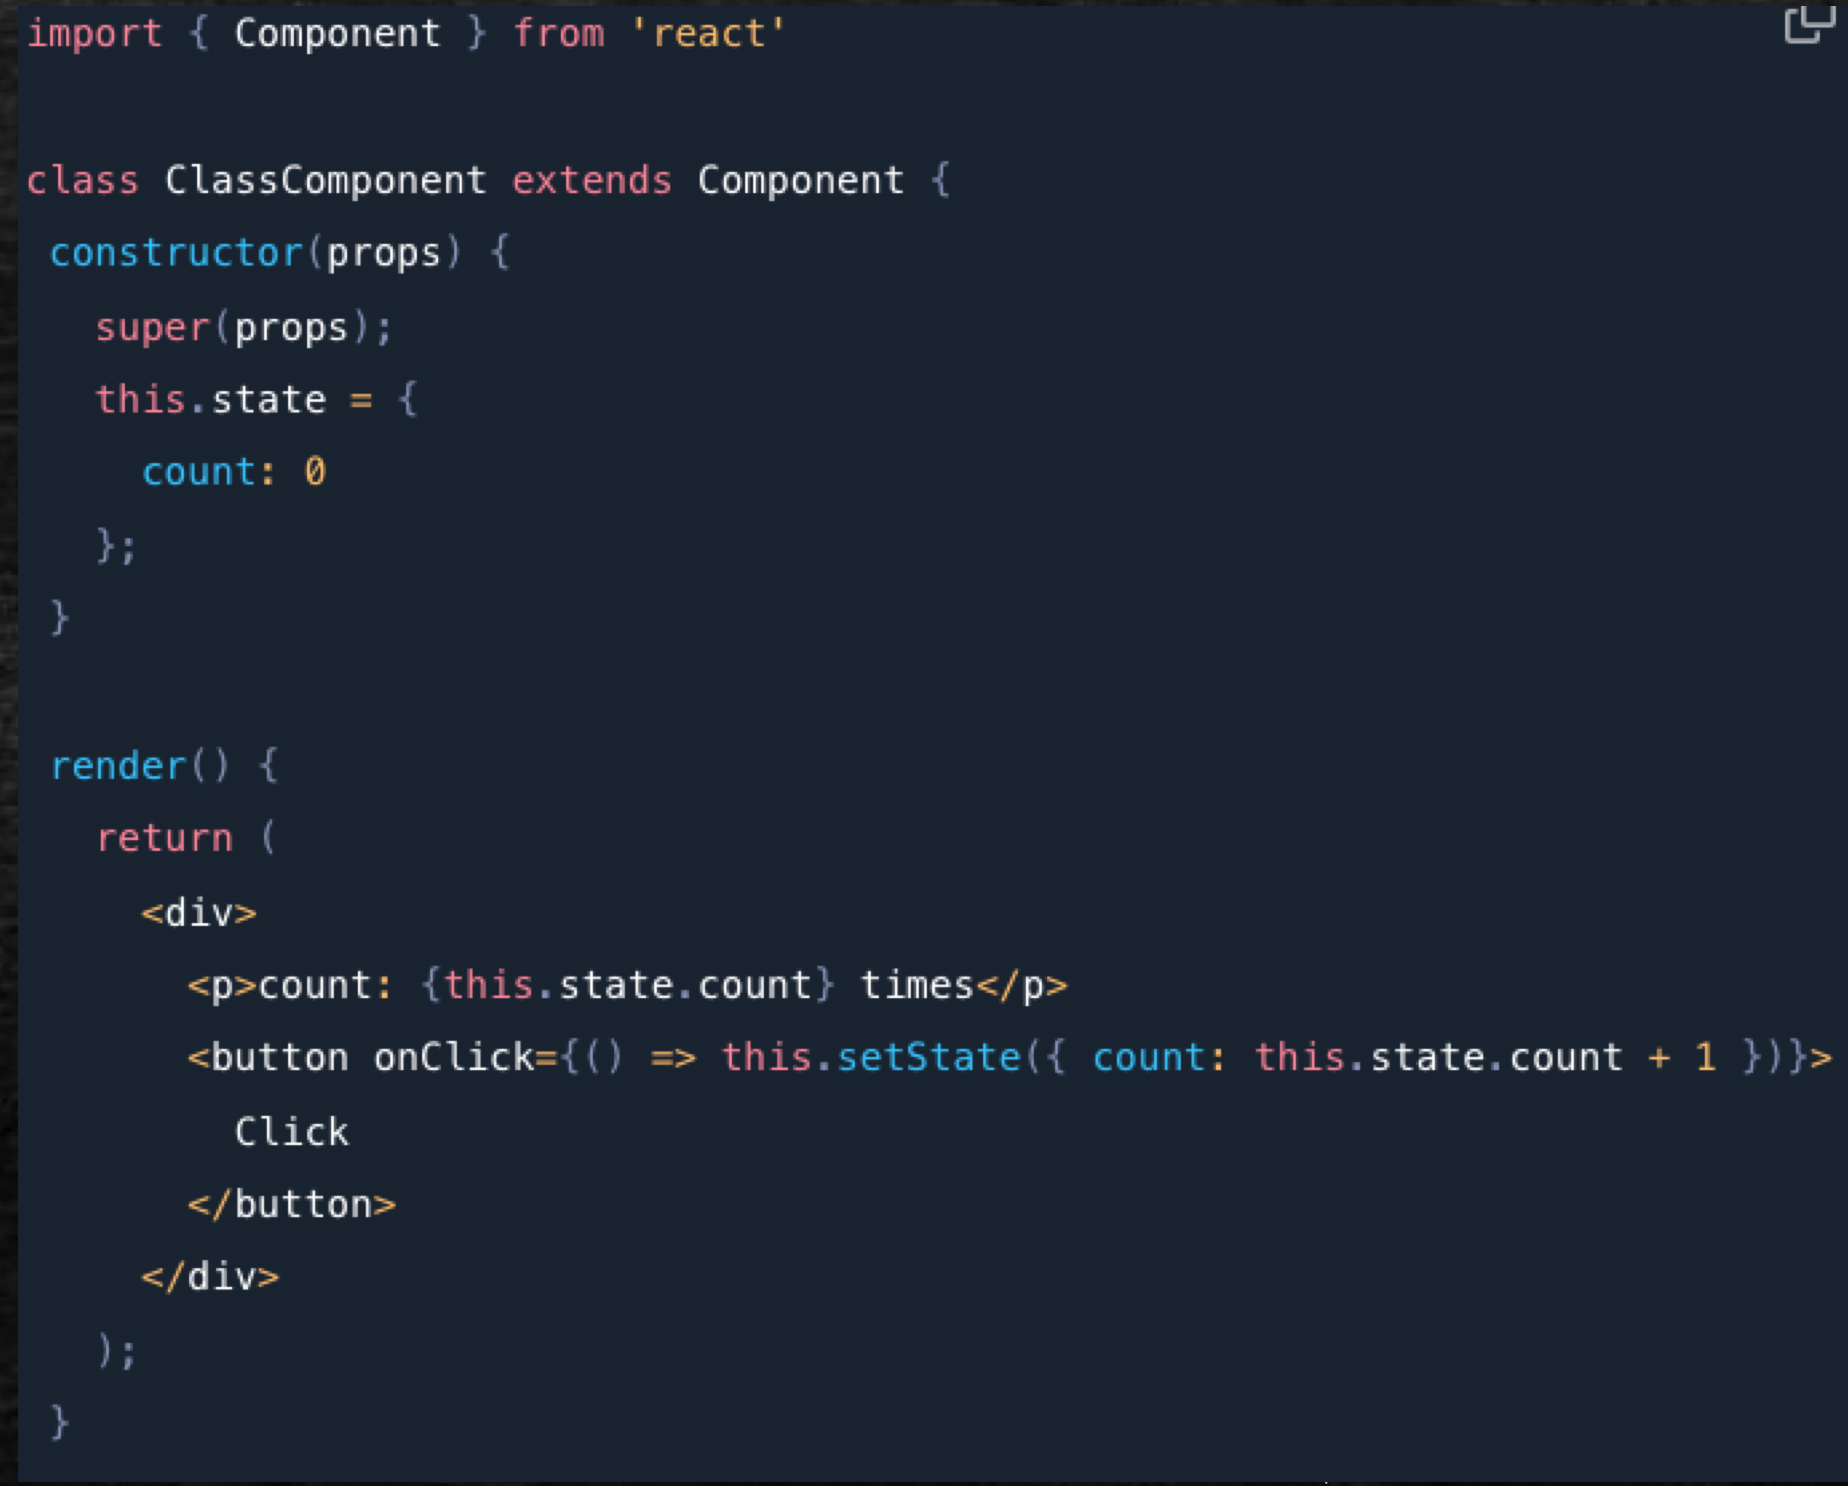 import { Component } from 'react'
class ClassComponent extends Component {
constructor(props) {
super(props);
this.state = {
count: 0
};
}
render() {
return (
<div>
<p>count: {this.state.count} times</p>
<button onClick={() => this.setState({ count: this.state.count + 1 })}>
Click
</button>
</div>
);
}